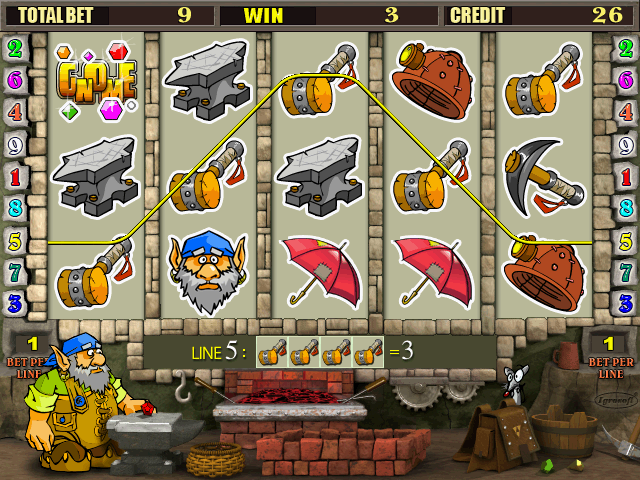 TOTAL BET 9 WIN 3 CREDIT 26
GNOME
2 2
6 6
4 4
9 9
1 1
8 8
5 5
7 7
3 3
1 1
BET PER LINE BET PER LINE
LINE 5: =3
Igrosoft